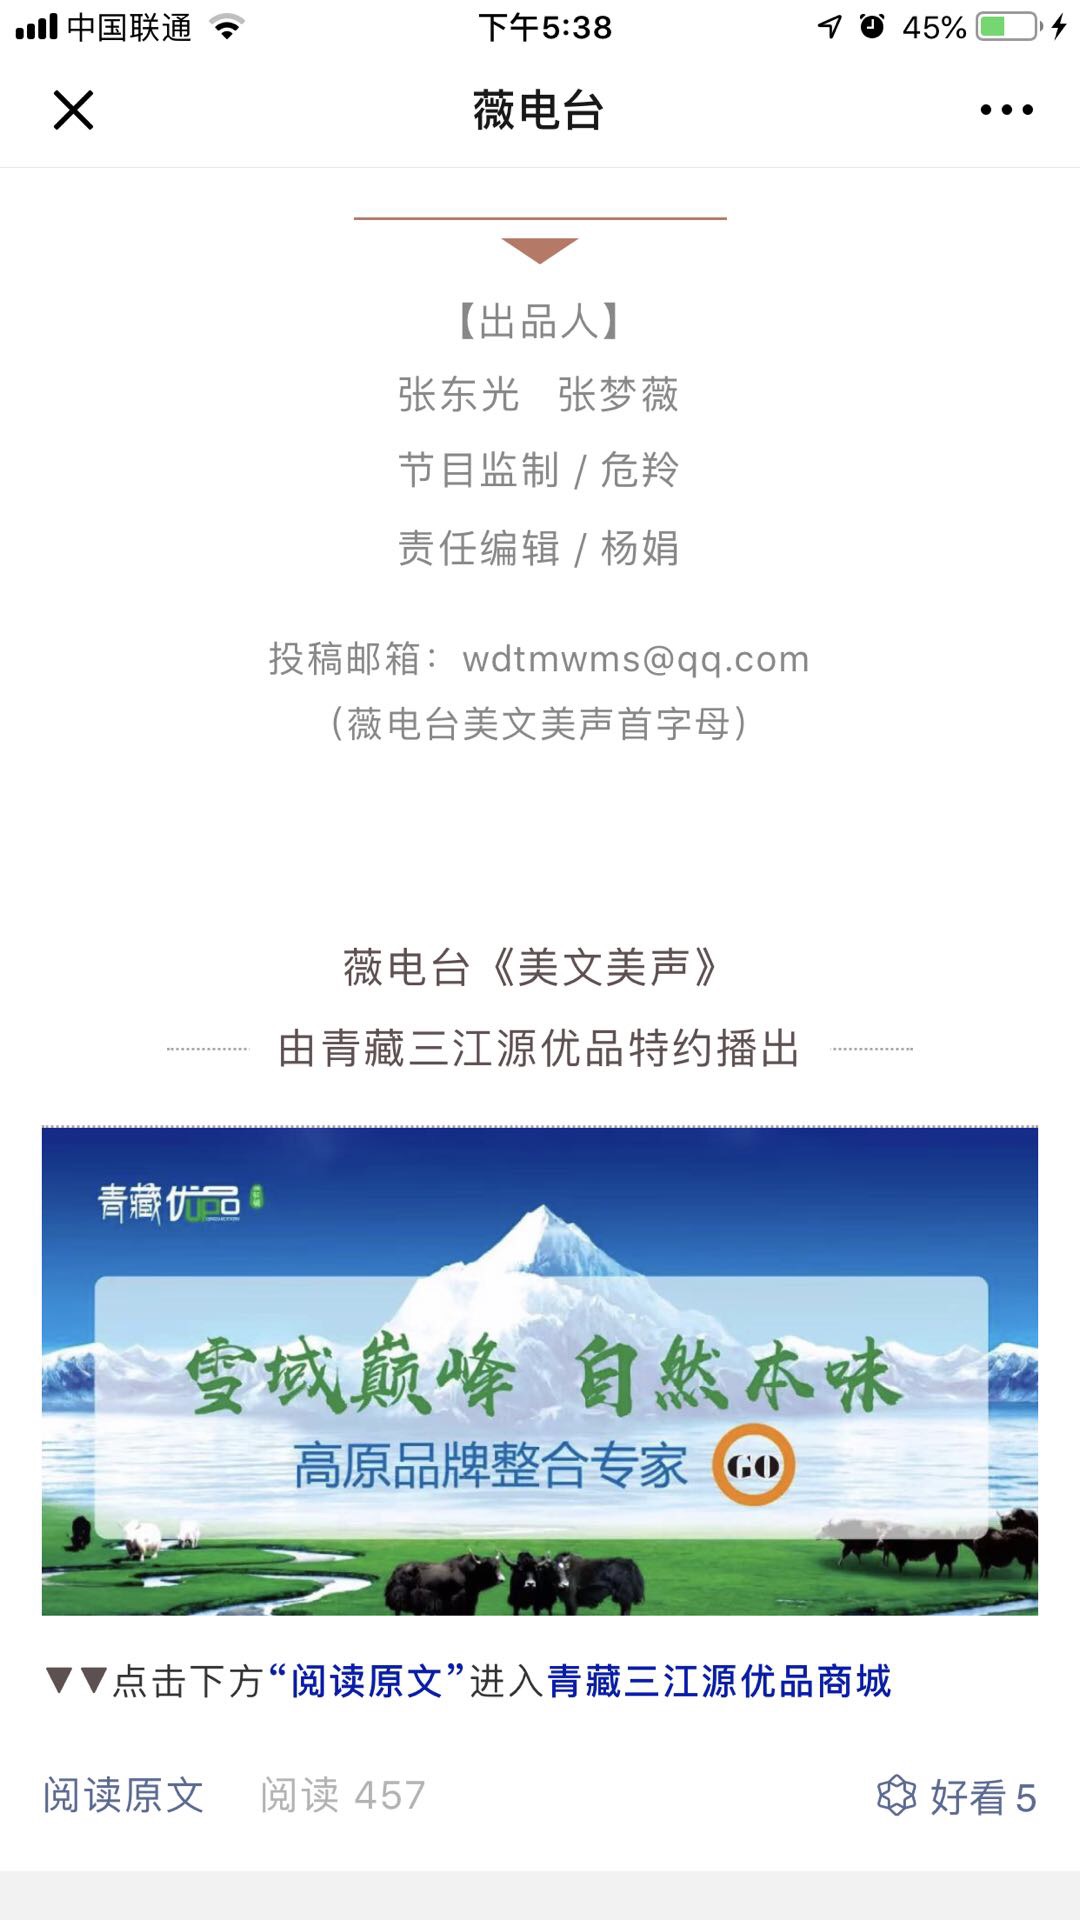 中国联通
下午5:38
45%
薇电台
【出品人】
张东光 张梦薇
节目监制 / 危羚
责任编辑 / 杨娟
投稿邮箱：wdtmwms@qq.com
（薇电台美文美声首字母）
薇电台《美文美声》
由青藏三江源优品特约播出
青藏优品
UP
雪域巅峰 自然本味
高原品牌整合专家 GO
▼▼点击下方“阅读原文”进入青藏三江源优品商城
阅读原文 阅读 457 好看 5